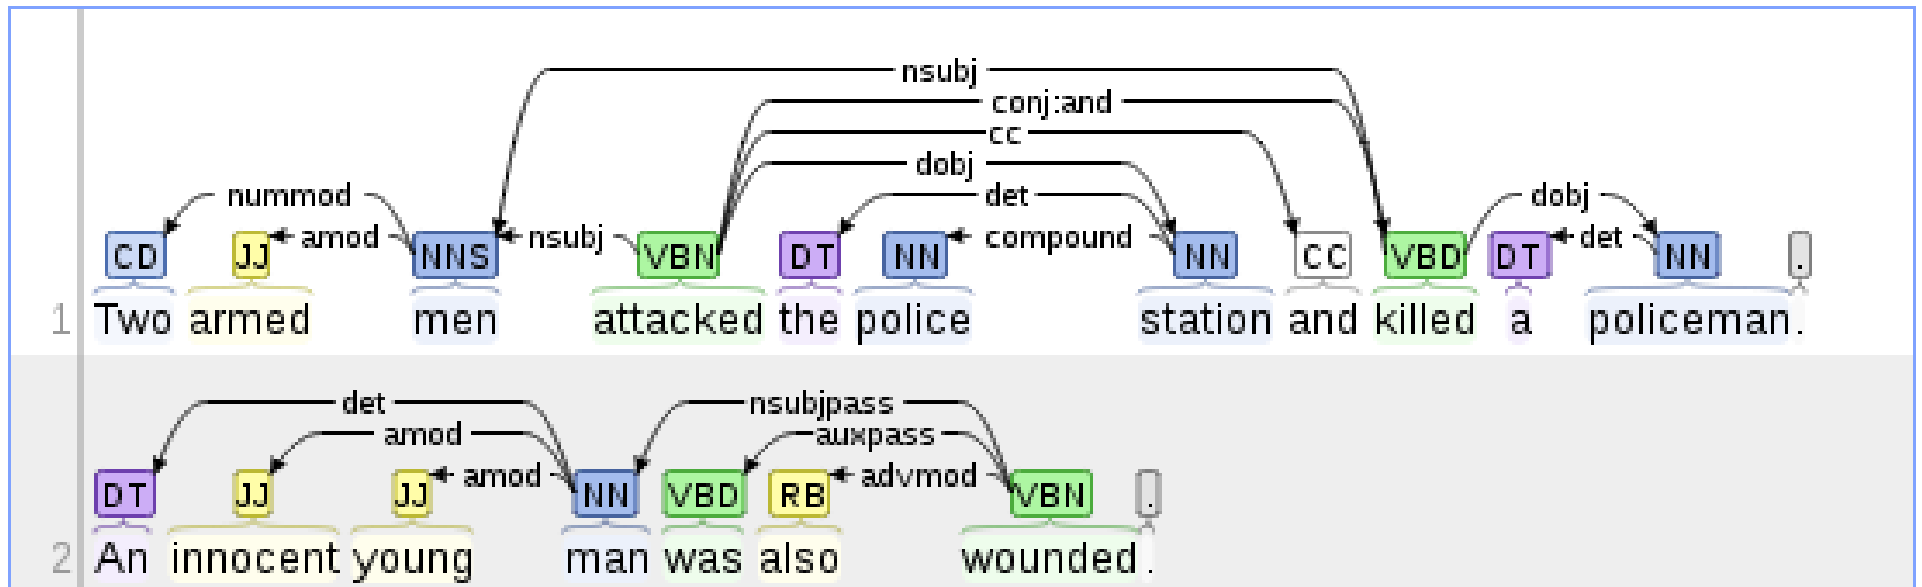 nsubj
conj:and
cc
dobj
nummod det dobj
amod nsubj compound det
CD JJ NNS VBN DT NN NN CC VBD DT NN .
1 Two armed men attacked the police station and killed a policeman.
det nsubjpass
amod auxpass
amod advmod
DT JJ JJ NN VBD RB VBN .
2 An innocent young man was also wounded.